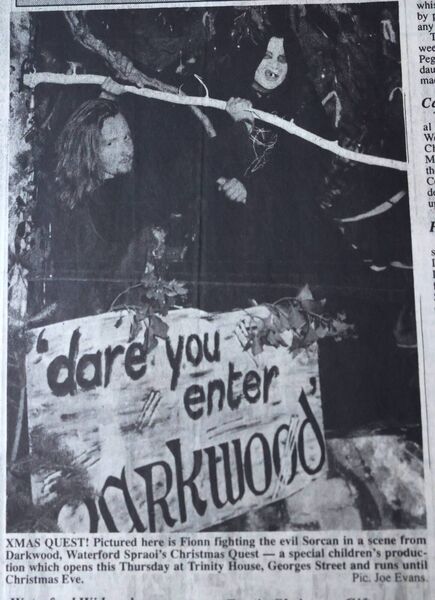 'dare you
enter
DARKWOOD'
XMAS QUEST! Pictured here is Fionn fighting the evil Sorcan in a scene from
Darkwood, Waterford Spraoi's Christmas Quest — a special children's produc-
tion which opens this Thursday at Trinity House, Georges Street and runs until
Christmas Eve.
Pic. Joe Evans.